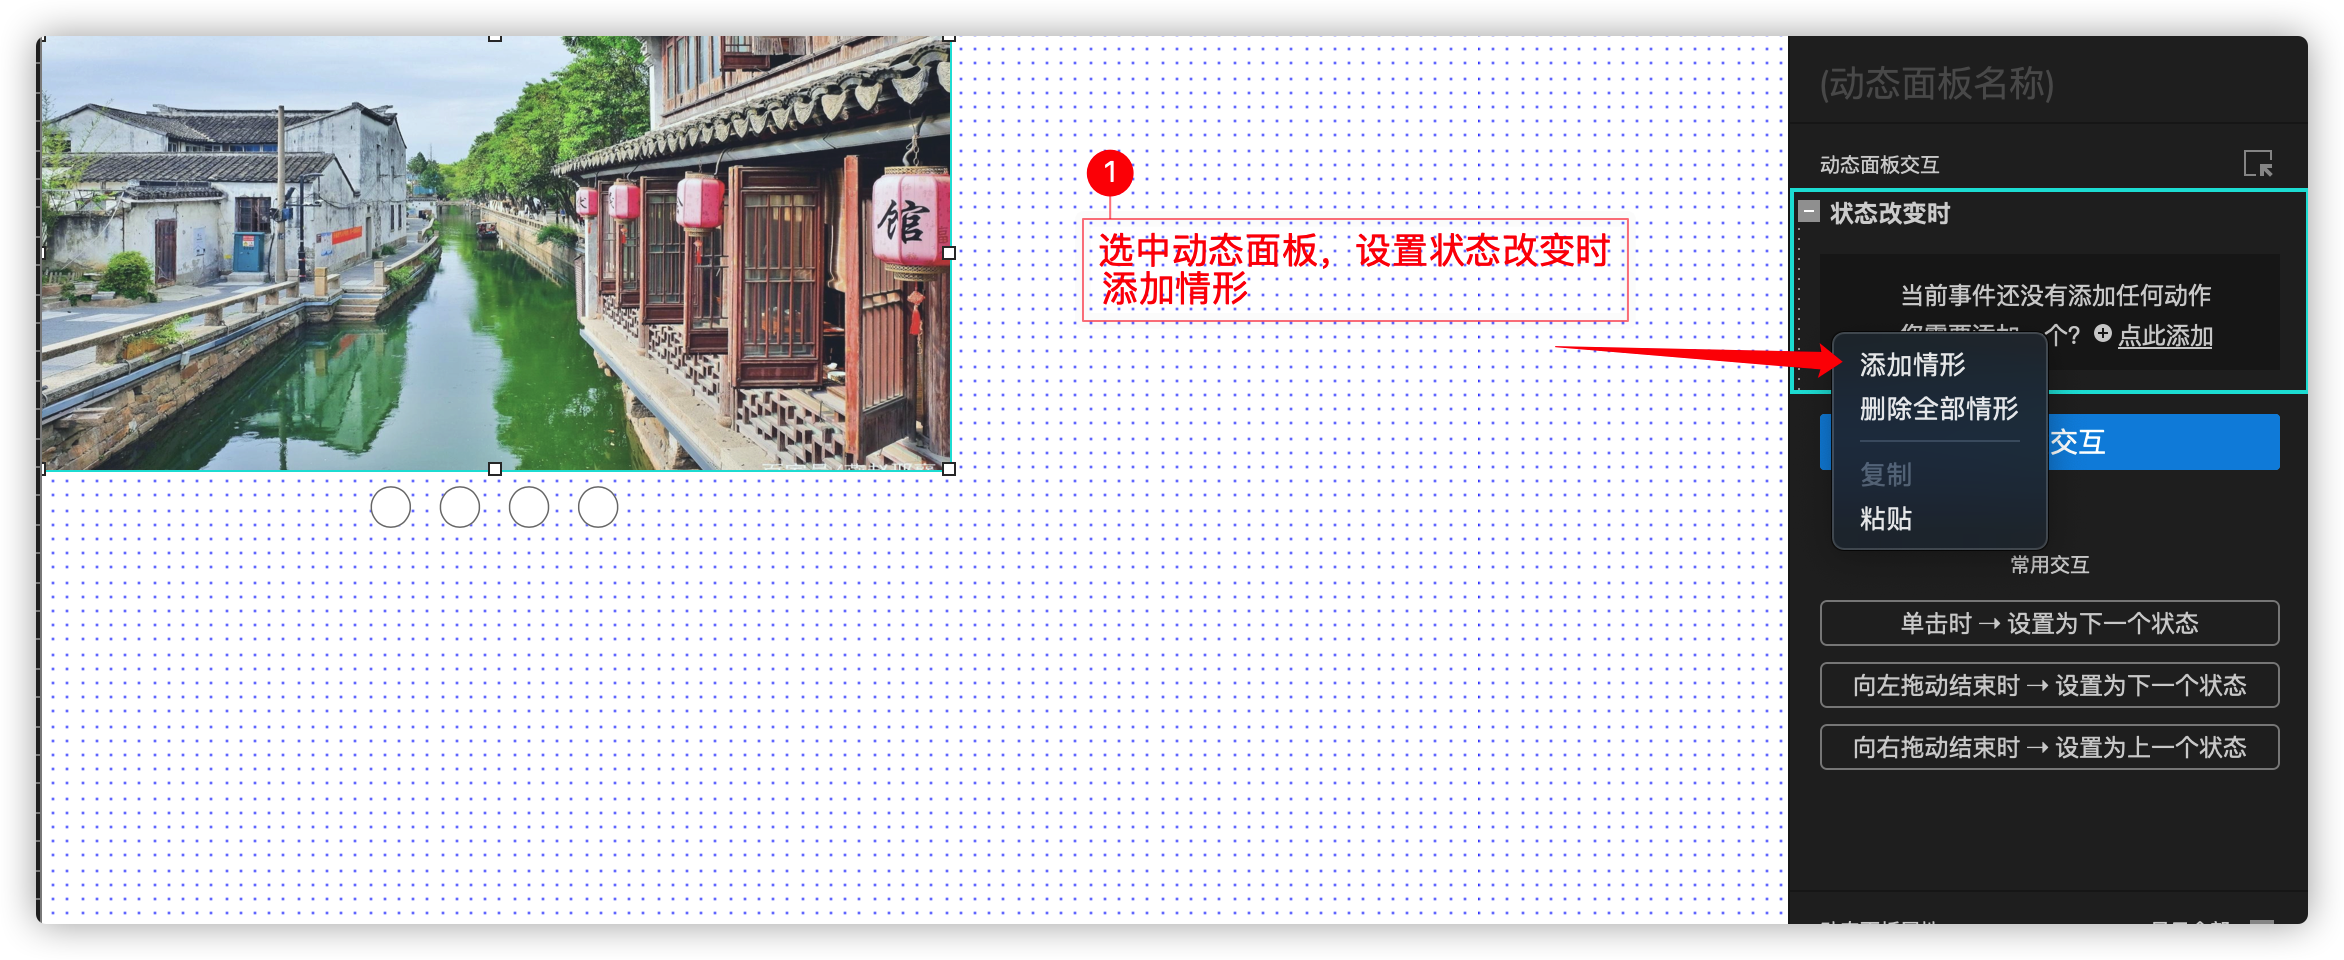 (动态面板名称)
动态面板交互
状态改变时
1
选中动态面板，设置状态改变时
添加情形
馆
当前事件还没有添加任何动作
个? 点此添加
添加情形
删除全部情形
交互
复制
粘贴
常用交互
单击时 → 设置为下一个状态
向左拖动结束时 → 设置为下一个状态
向右拖动结束时 → 设置为上一个状态